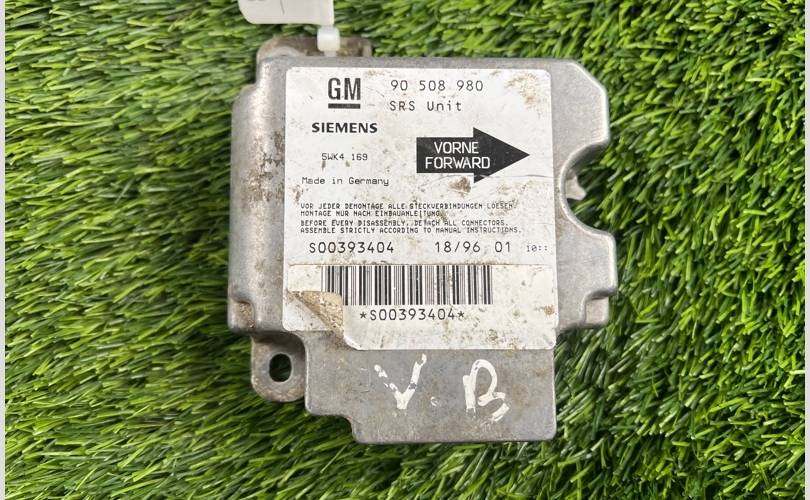 GM 90 508 980
SRS Unit
SIEMENS
5WK4 169
VORNE
FORWARD
Made in Germany
VOR JEDER DEMONTAGE ALLE STECKVERBINDUNGEN LOESEN.
MONTAGE NUR NACH EINBAUANLEITUNG.
BEFORE EVERY DISASSEMBLY, DETACH ALL CONNECTORS.
ASSEMBLE STRICTLY ACCORDING TO MANUAL INSTRUCTIONS.
S00393404 18/96 01 10::
*S00393404*
V.B